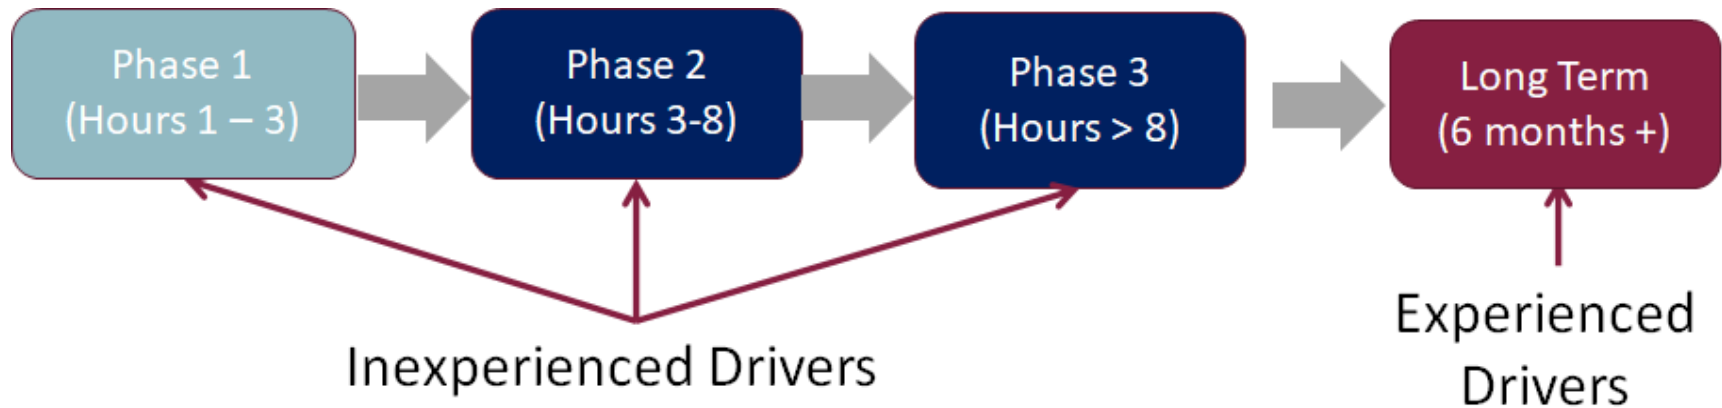 Phase 1
(Hours 1 – 3)
Phase 2
(Hours 3-8)
Phase 3
(Hours > 8)
Long Term
(6 months +)
Inexperienced Drivers
Experienced
Drivers